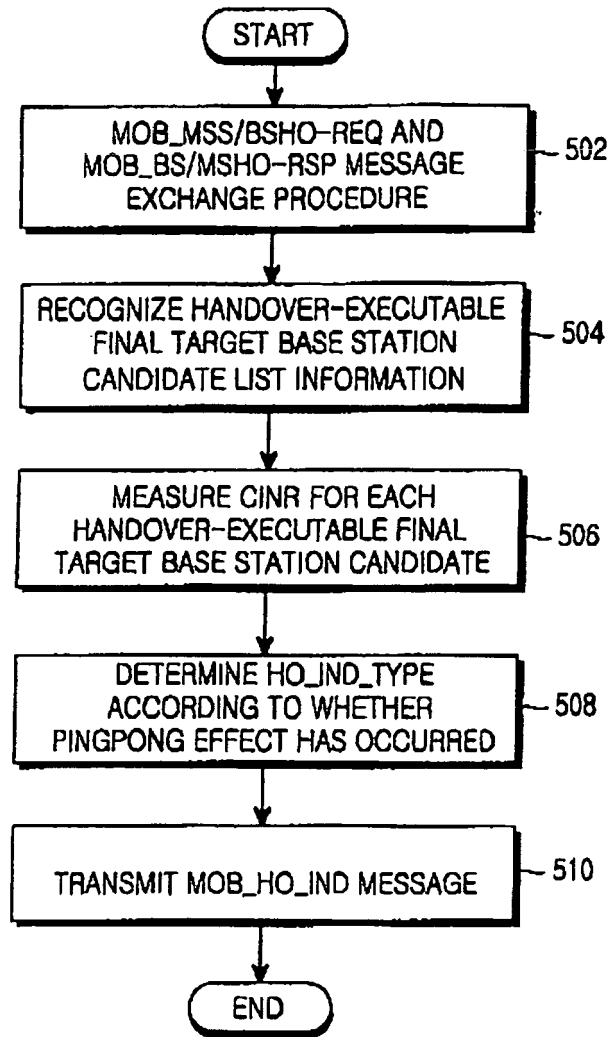 START
MOB_MSS/BSHO-REQ AND
MOB_BS/MSHO-RSP MESSAGE
EXCHANGE PROCEDURE
502
RECOGNIZE HANDOVER-EXECUTABLE
FINAL TARGET BASE STATION
CANDIDATE LIST INFORMATION
504
MEASURE CINR FOR EACH
HANDOVER-EXECUTABLE FINAL
TARGET BASE STATION CANDIDATE
506
DETERMINE HO_IND_TYPE
ACCORDING TO WHETHER
PINGPONG EFFECT HAS OCCURRED
508
TRANSMIT MOB_HO_IND MESSAGE
510
END